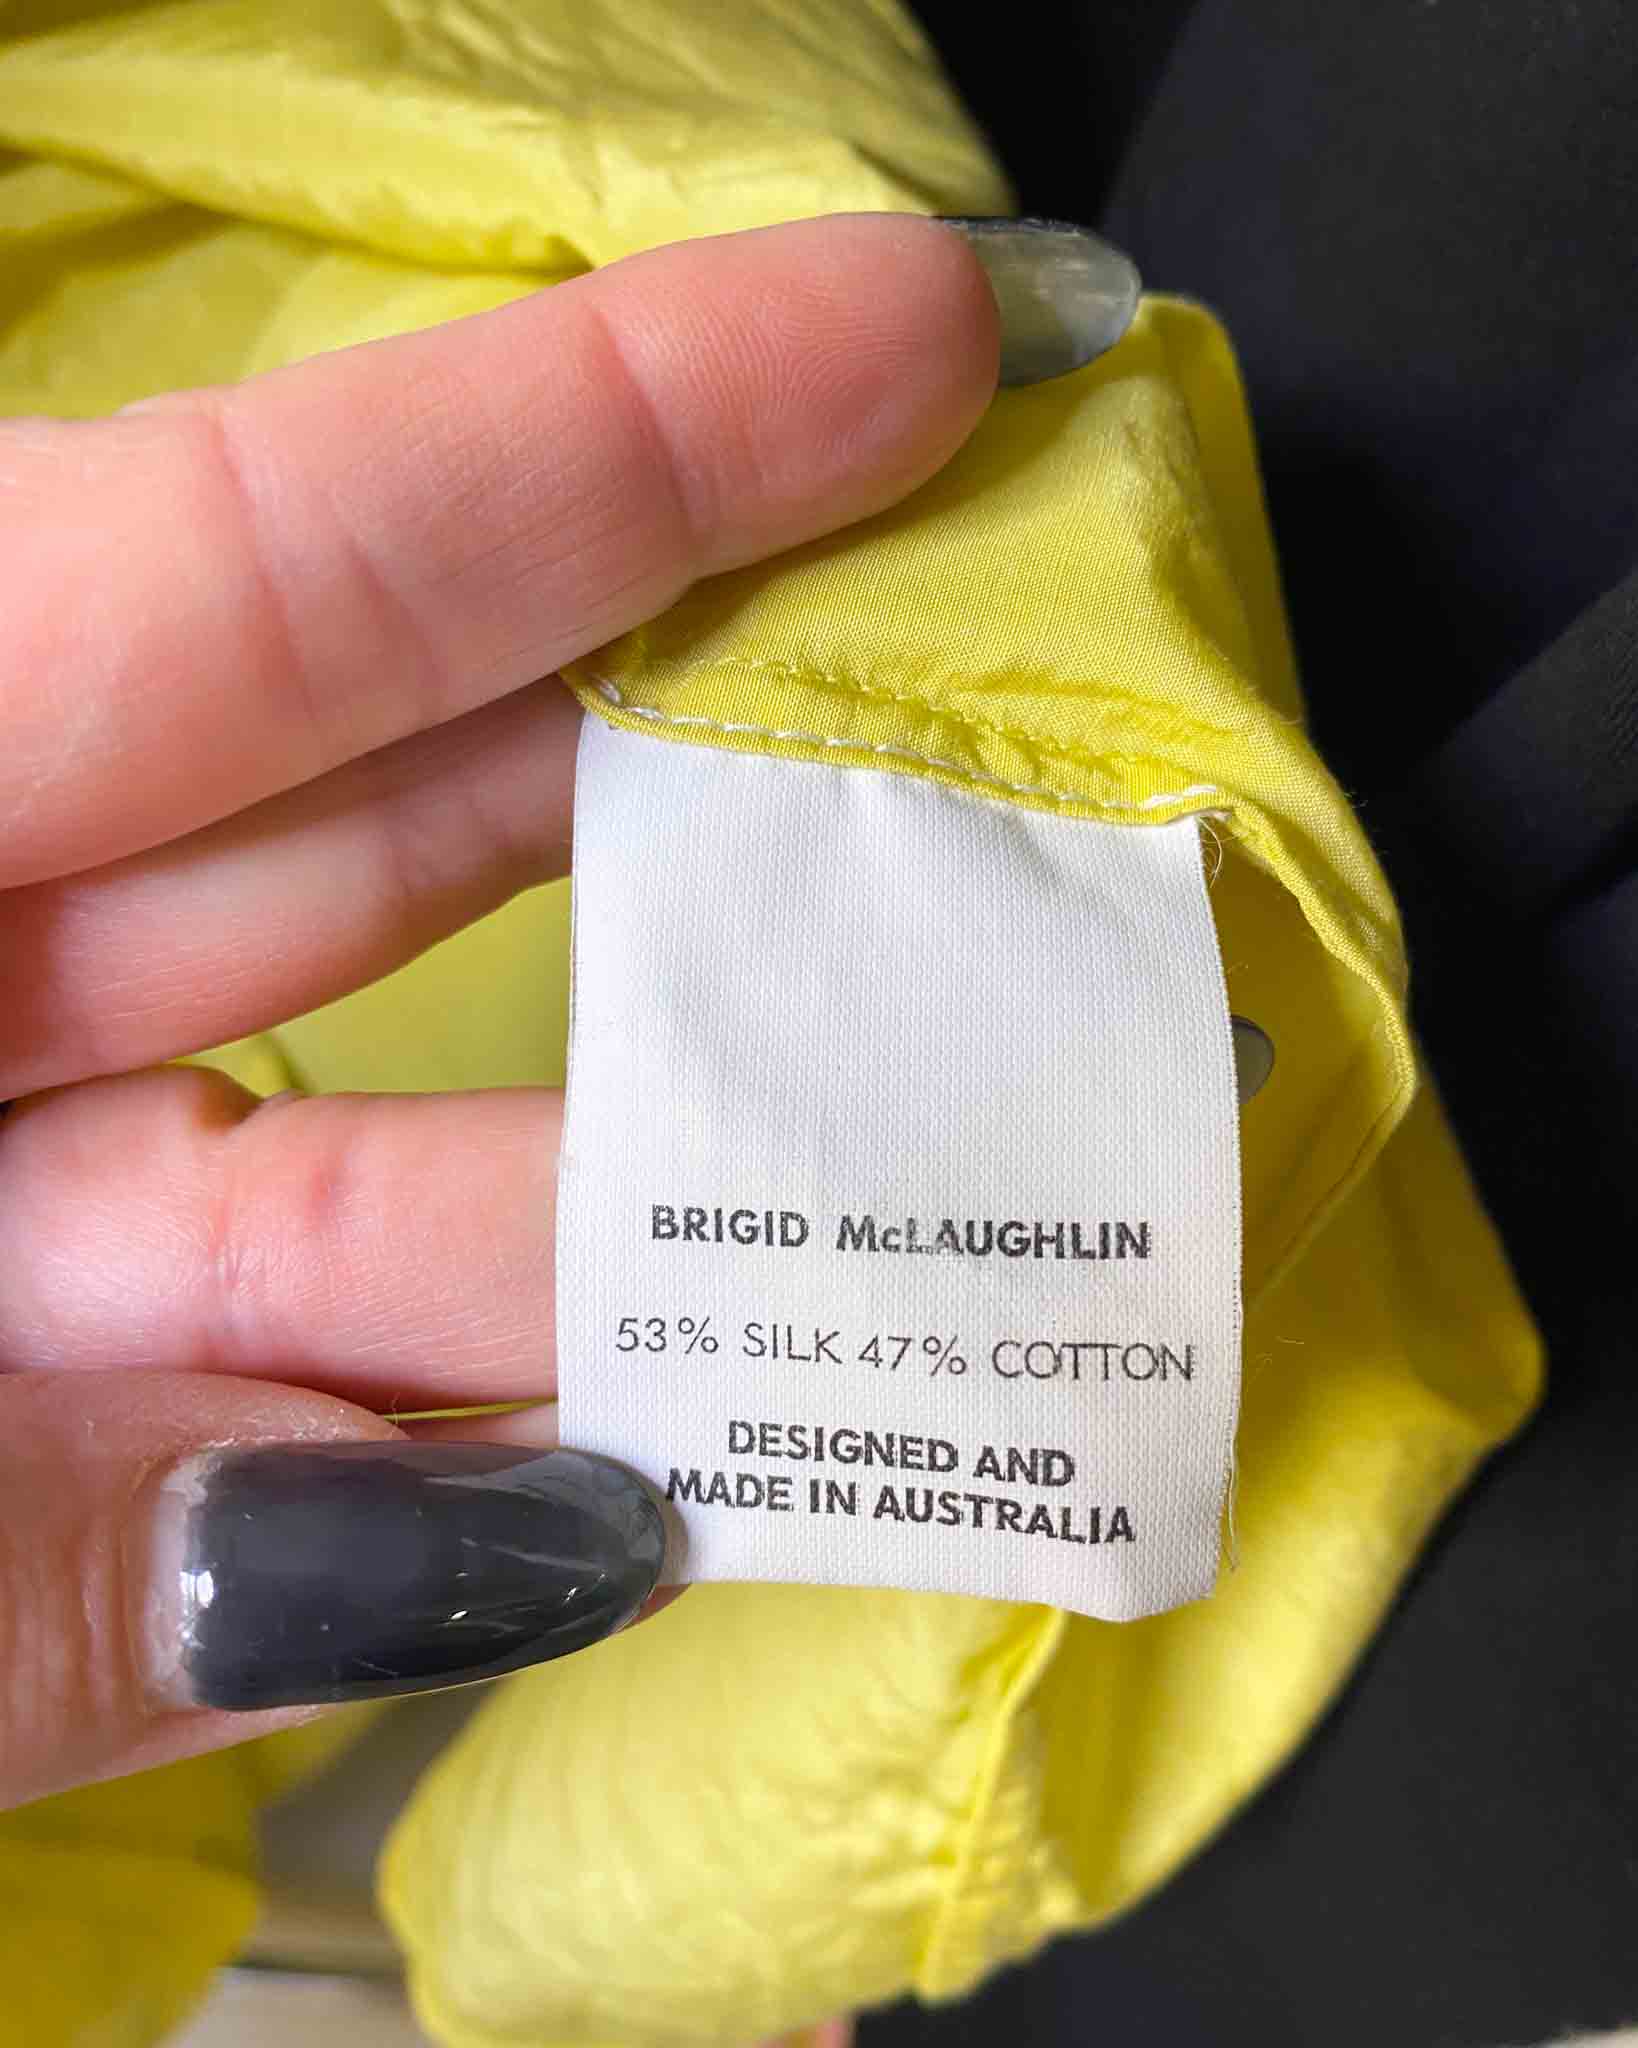 BRIGID McLAUGHLIN
53% SILK 47% COTTON
DESIGNED AND
MADE IN AUSTRALIA